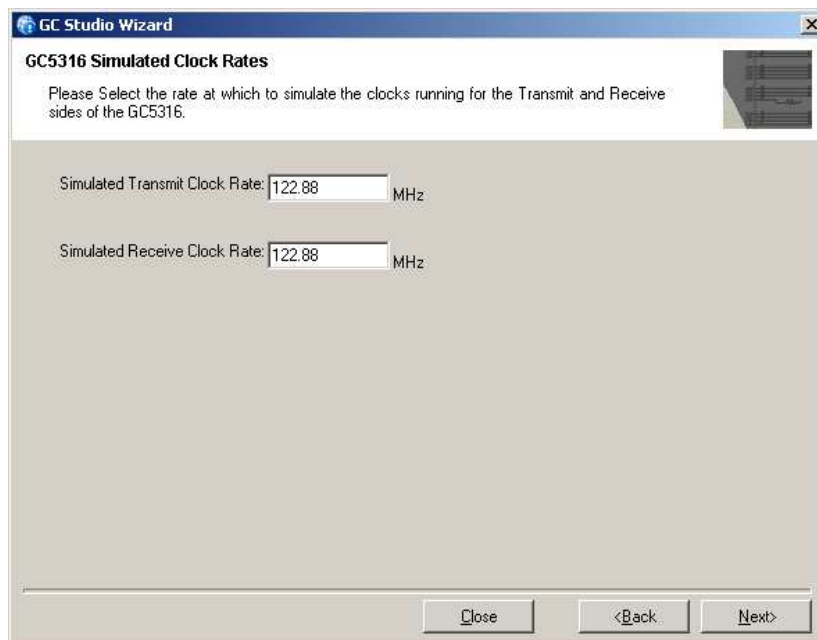 GC Studio Wizard
GC5316 Simulated Clock Rates
Please Select the rate at which to simulate the clocks running for the Transmit and Receive
sides of the GC5316.
Simulated Transmit Clock Rate: 122.88 MHz
Simulated Receive Clock Rate: 122.88 MHz
Close <Back Next>